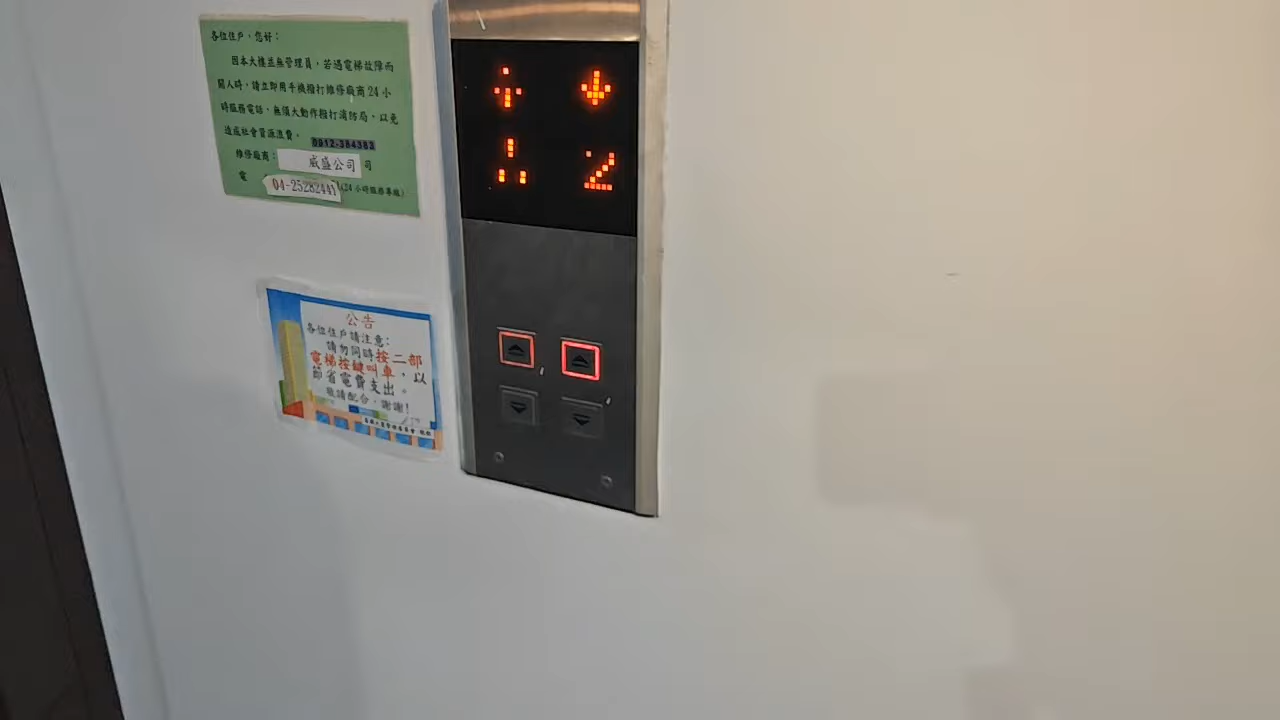 各位住戶，您好：
因本大樓並無管理員，若遇電梯故障而
關人時，請立即用手機撥打維修廠商24小
時服務電話，無須大動作撥打消防局，以免
造成社會資源浪費。
0912-384383
維修廠商：威盛公司 司
電
04-25282441 (24小時服務專線)
2
公告
各位住戶請注意：
請勿同時按二部
電梯按鍵叫車，以
節省電費支出。
敬請配合，謝謝！